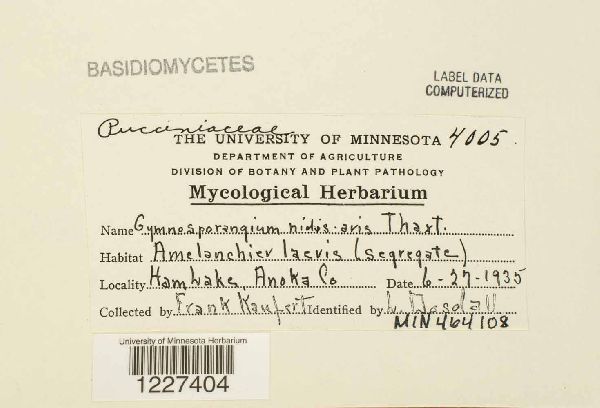 BASIDIOMYCETES
LABEL DATA
COMPUTERIZED
Pucciniaceae
THE UNIVERSITY OF MINNESOTA 4005
DEPARTMENT OF AGRICULTURE
DIVISION OF BOTANY AND PLANT PATHOLOGY
Mycological Herbarium
Name Gymnosporangium nidus-avis Thaxt.
Habitat Amelanchier laevis (segregate)
Locality Ham Lake, Anoka Co Date 6-27-1935
Collected by Frank Kaufert Identified by L. Dosdall
MIN 464108
University of Minnesota Herbarium
1227404